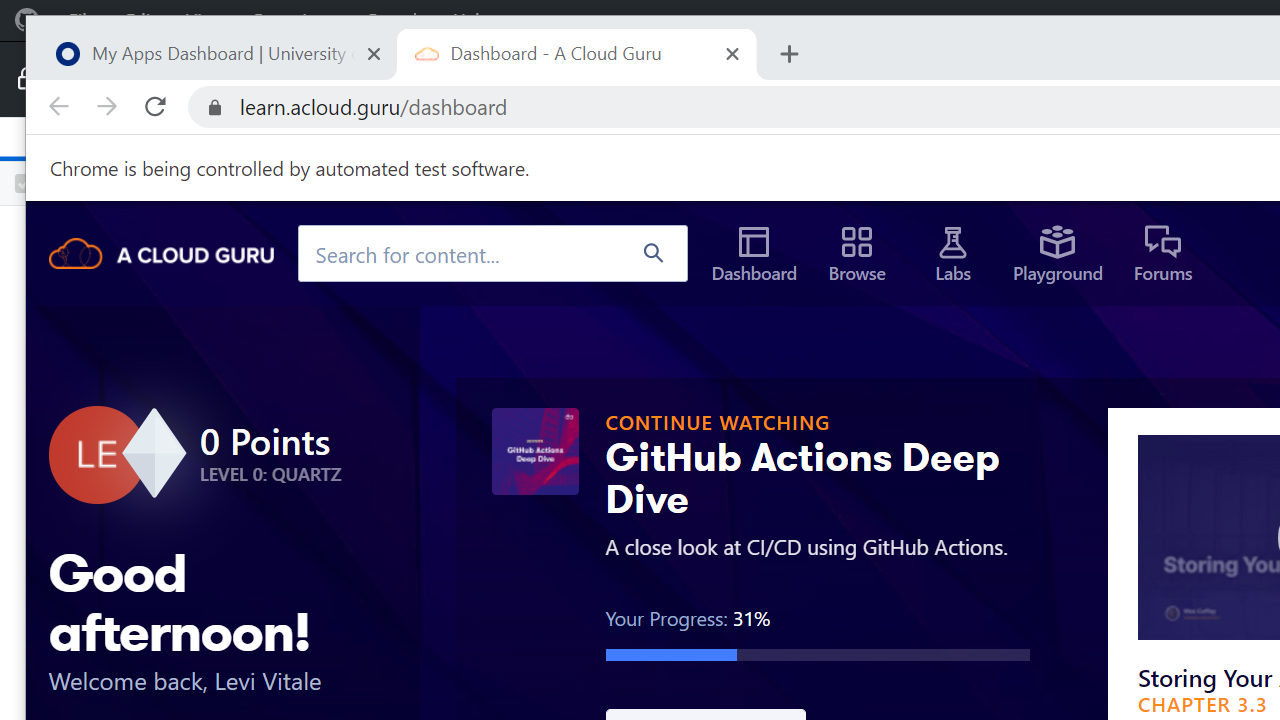 My Apps Dashboard | University
Dashboard - A Cloud Guru
learn.acloud.guru/dashboard
Chrome is being controlled by automated test software.
A CLOUD GURU
Search for content...
Dashboard
Browse
Labs
Playground
Forums
LE
0 Points
LEVEL 0: QUARTZ
Good
afternoon!
Welcome back, Levi Vitale
GitHub Actions
Deep Dive
CONTINUE WATCHING
GitHub Actions Deep
Dive
A close look at CI/CD using GitHub Actions.
Your Progress: 31%
Storing You
Storing Your
CHAPTER 3.3